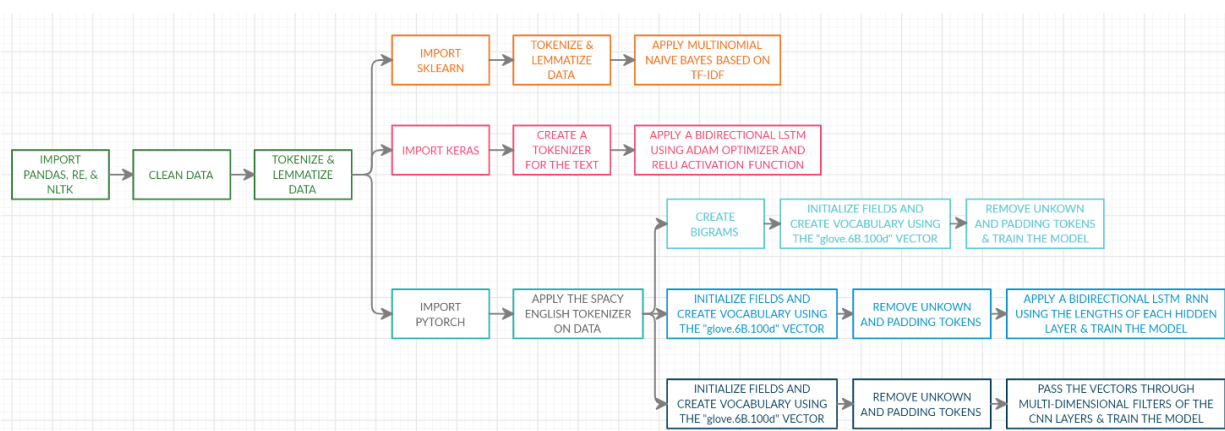 IMPORT
PANDAS, RE, &
NLTK
CLEAN DATA
TOKENIZE &
LEMMATIZE
DATA
IMPORT
SKLEARN
TOKENIZE &
LEMMATIZE
DATA
APPLY MULTINOMIAL
NAIVE BAYES BASED ON
TF-IDF
IMPORT KERAS
CREATE A
TOKENIZER
FOR THE TEXT
APPLY A BIDIRECTIONAL LSTM
USING ADAM OPTIMIZER AND
RELU ACTIVATION FUNCTION
IMPORT
PYTORCH
APPLY THE SPACY
ENGLISH TOKENIZER
ON DATA
CREATE
BIGRAMS
INITIALIZE FIELDS AND
CREATE VOCABULARY USING
THE "glove.6B.100d" VECTOR
REMOVE UNKOWN
AND PADDING TOKENS
& TRAIN THE MODEL
INITIALIZE FIELDS AND
CREATE VOCABULARY USING
THE "glove.6B.100d" VECTOR
REMOVE UNKOWN
AND PADDING TOKENS
APPLY A BIDIRECTIONAL LSTM RNN
USING THE LENGTHS OF EACH HIDDEN
LAYER & TRAIN THE MODEL
INITIALIZE FIELDS AND
CREATE VOCABULARY USING
THE "glove.6B.100d" VECTOR
REMOVE UNKOWN
AND PADDING TOKENS
PASS THE VECTORS THROUGH
MULTI-DIMENSIONAL FILTERS OF THE
CNN LAYERS & TRAIN THE MODEL